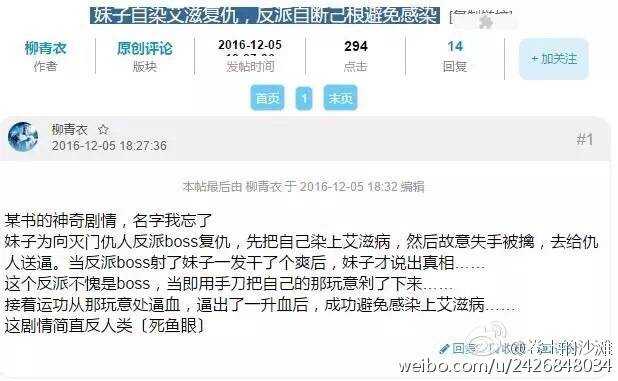 妹子自染艾滋复仇，反派自断己根避免感染
柳青衣 原创评论 2016-12-05 294 14
作者 版块 发帖时间 点击 回复
+ 加关注
首页 1 末页
柳青衣 ☆
2016-12-05 18:27:36 #1
本帖最后由 柳青衣 于 2016-12-05 18:32 编辑
某书的神奇剧情，名字我忘了
妹子为向灭门仇人反派boss复仇，先把自己染上艾滋病，然后故意失手被擒，去给仇
人送逼。当反派boss射了妹子一发干了个爽后，妹子才说出真相……
这个反派不愧是boss，当即用手刀把自己的那玩意剁了下来……
接着运功从那玩意处逼血，逼出了一升血后，成功避免感染上艾滋病……
这剧情简直反人类〔死鱼眼〕
回复
weibo.com/u/2426848034